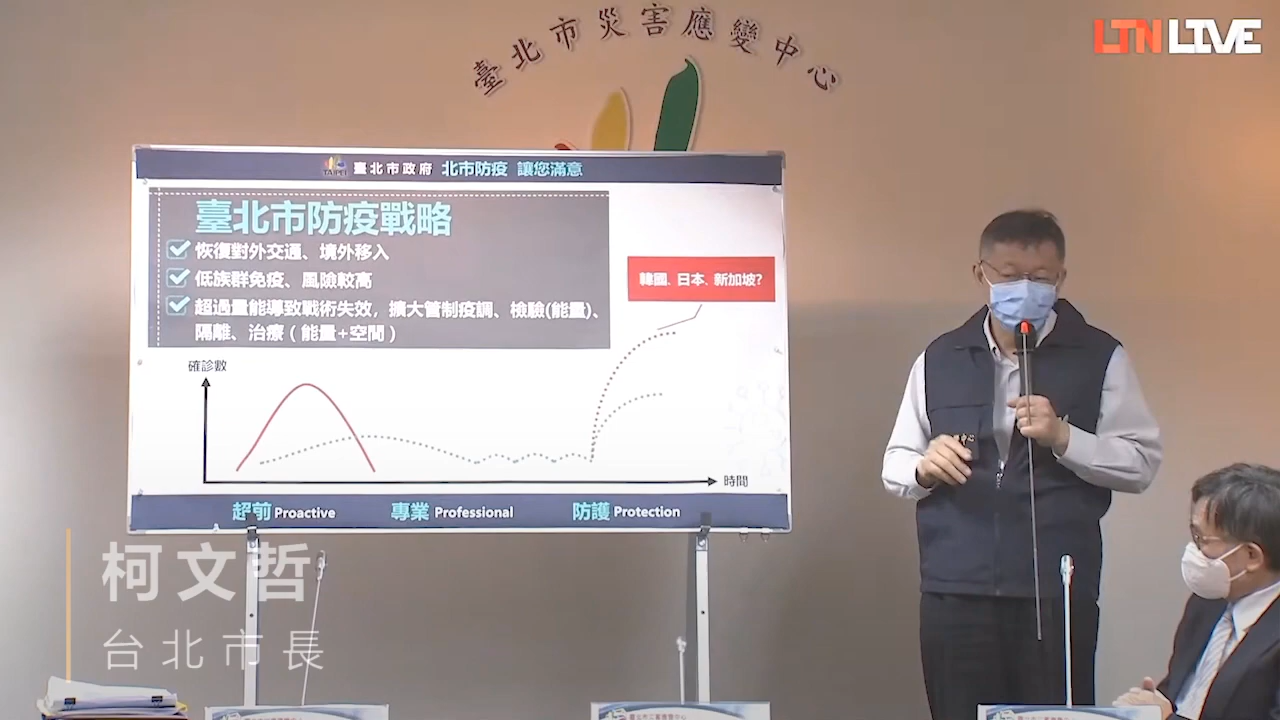 臺北市災害應變中心
LTN LIVE
TAIPEI 臺北市政府 北市防疫 讓您滿意
臺北市防疫戰略
恢復對外交通、境外移入
低族群免疫、風險較高
超過量能導致戰術失效，擴大管制疫調、檢驗(能量)、
隔離、治療（能量+空間）
韓國、日本、新加坡?
確診數
時間
超前 Proactive 專業 Professional 防護 Protection
柯文哲
台北市長